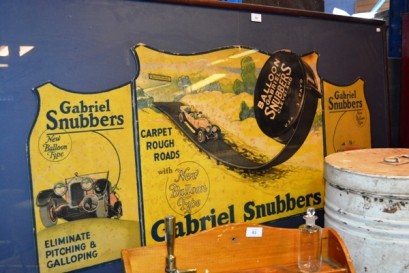 Gabriel
Snubbers
New
Balloon
Type
ELIMINATE
PITCHING &
GALLOPING
CARPET
ROUGH
ROADS
with
New
Balloon
Type
Gabriel Snubbers
BALLOON
SNUBBERS
Gabriel
Snubbers